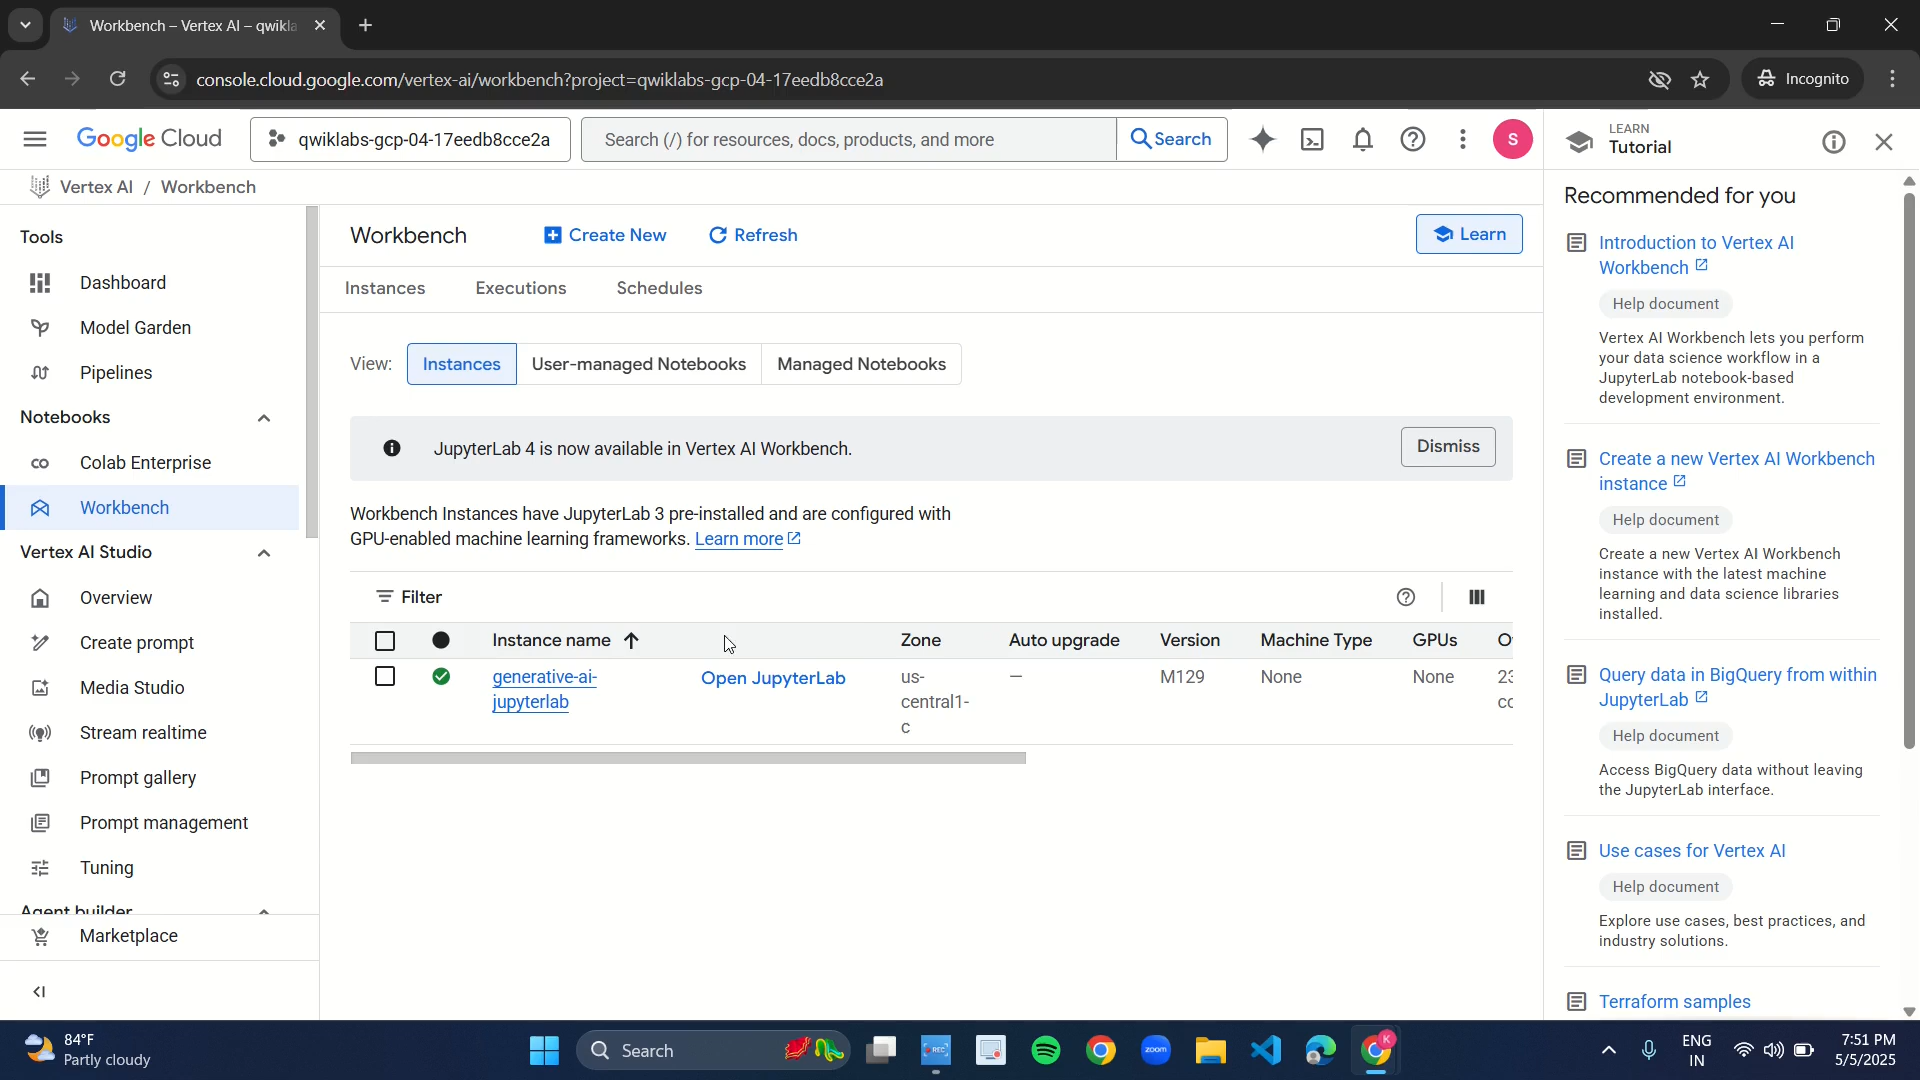 Workbench – Vertex AI – qwikla
console.cloud.google.com/vertex-ai/workbench?project=qwiklabs-gcp-04-17eedb8cce2a
Incognito
Google Cloud
qwiklabs-gcp-04-17eedb8cce2a
Search (/) for resources, docs, products, and more
Search
S
Vertex AI / Workbench
Tools
Dashboard
Model Garden
Pipelines
Notebooks
Colab Enterprise
Workbench
Vertex AI Studio
Overview
Create prompt
Media Studio
Stream realtime
Prompt gallery
Prompt management
Tuning
Agent builder
Marketplace
Workbench
Create New
Refresh
Learn
Instances
Executions
Schedules
View:
Instances
User-managed Notebooks
Managed Notebooks
JupyterLab 4 is now available in Vertex AI Workbench.
Dismiss
Workbench Instances have JupyterLab 3 pre-installed and are configured with
GPU-enabled machine learning frameworks. Learn more
Filter
Instance name
Zone
Auto upgrade
Version
Machine Type
GPUs
generative-ai-
jupyterlab
Open JupyterLab
us-
central1-
c
—
M129
None
None
23
cc
LEARN
Tutorial
Recommended for you
Introduction to Vertex AI
Workbench
Help document
Vertex AI Workbench lets you perform
your data science workflow in a
JupyterLab notebook-based
development environment.
Create a new Vertex AI Workbench
instance
Help document
Create a new Vertex AI Workbench
instance with the latest machine
learning and data science libraries
installed.
Query data in BigQuery from within
JupyterLab
Help document
Access BigQuery data without leaving
the JupyterLab interface.
Use cases for Vertex AI
Help document
Explore use cases, best practices, and
industry solutions.
Terraform samples
84°F
Partly cloudy
Search
REC
zoom
K
ENG
IN
7:51 PM
5/5/2025